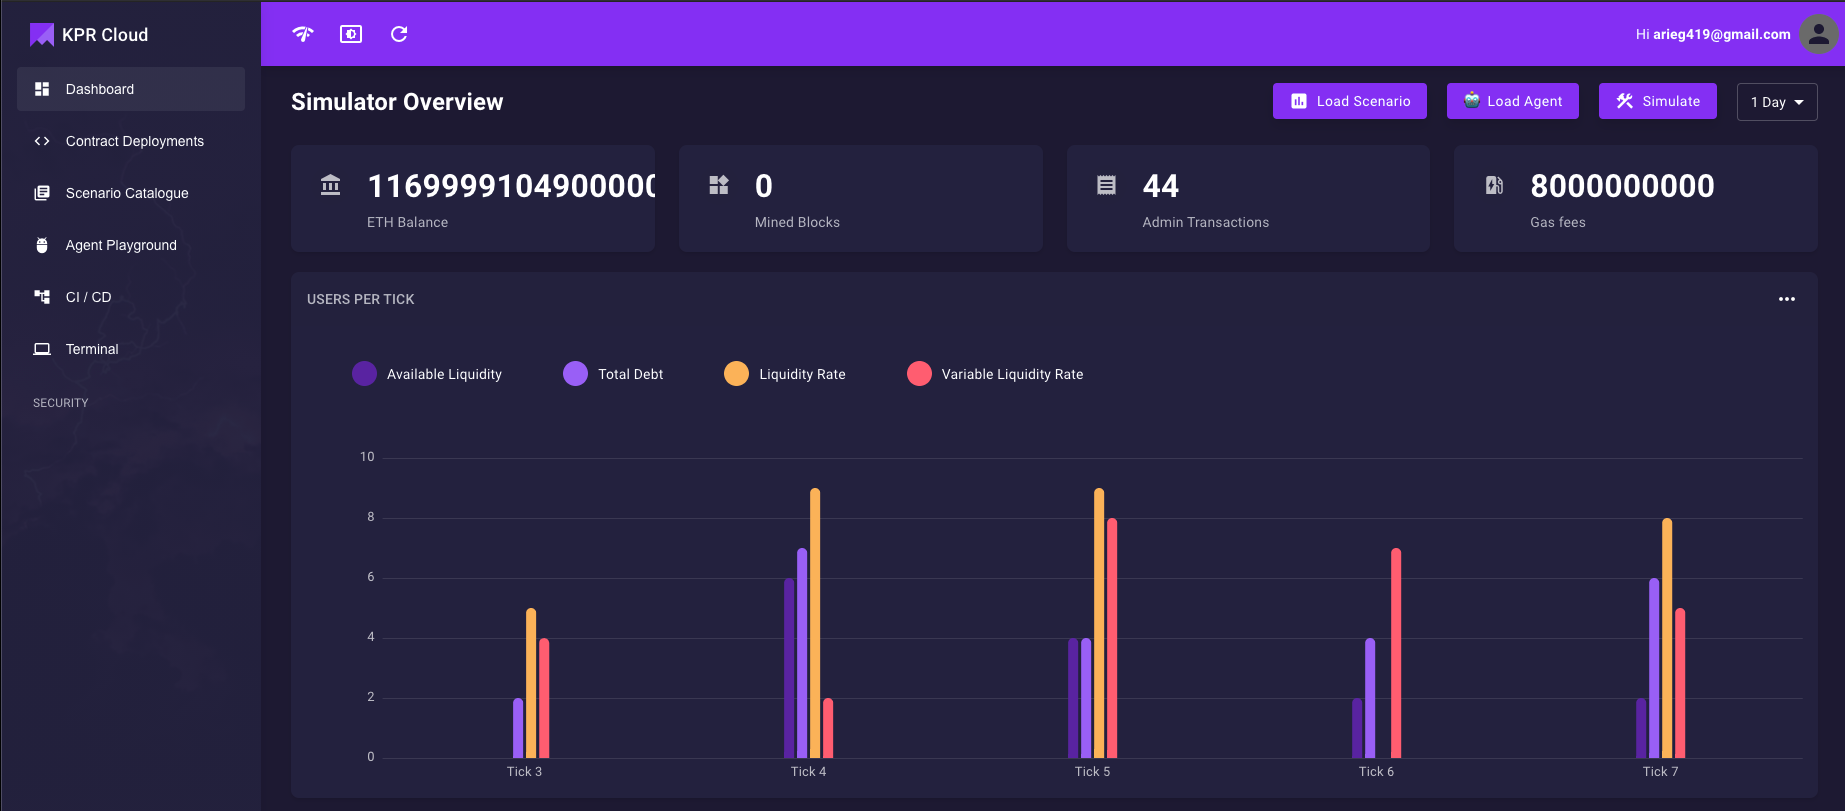 KPR Cloud
Hi arieg419@gmail.com
Dashboard
Contract Deployments
Scenario Catalogue
Agent Playground
CI / CD
Terminal
SECURITY
Simulator Overview
Load Scenario
Load Agent
Simulate
1 Day
1169999104900000
ETH Balance
0
Mined Blocks
44
Admin Transactions
8000000000
Gas fees
USERS PER TICK
Available Liquidity
Total Debt
Liquidity Rate
Variable Liquidity Rate
10
8
6
4
2
0
Tick 3
Tick 4
Tick 5
Tick 6
Tick 7